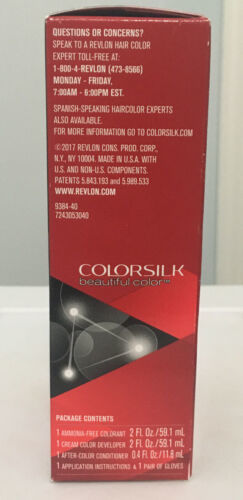 QUESTIONS OR CONCERNS?
SPEAK TO A REVLON HAIR COLOR
EXPERT TOLL-FREE AT:
1-800-4-REVLON (473-8566)
MONDAY - FRIDAY,
7:00AM - 6:00PM EST.
SPANISH-SPEAKING HAIRCOLOR EXPERTS
ALSO AVAILABLE.
FOR MORE INFORMATION GO TO COLORSILK.COM
©2017 REVLON CONS. PROD. CORP.,
N.Y., NY 10004. MADE IN U.S.A. WITH
U.S. AND NON-U.S. COMPONENTS.
PATENTS 5,843,193 and 5,989,533
WWW.REVLON.COM
9384-40
7243053040
COLORSILK
beautiful color™
PACKAGE CONTENTS
1 AMMONIA-FREE COLORANT 2 Fl. Oz./59.1 mL
1 CREAM COLOR DEVELOPER 2 Fl. Oz./59.1 mL
1 AFTER-COLOR CONDITIONER 0.4 Fl. Oz./11.8 mL
1 APPLICATION INSTRUCTIONS & 1 PAIR OF GLOVES